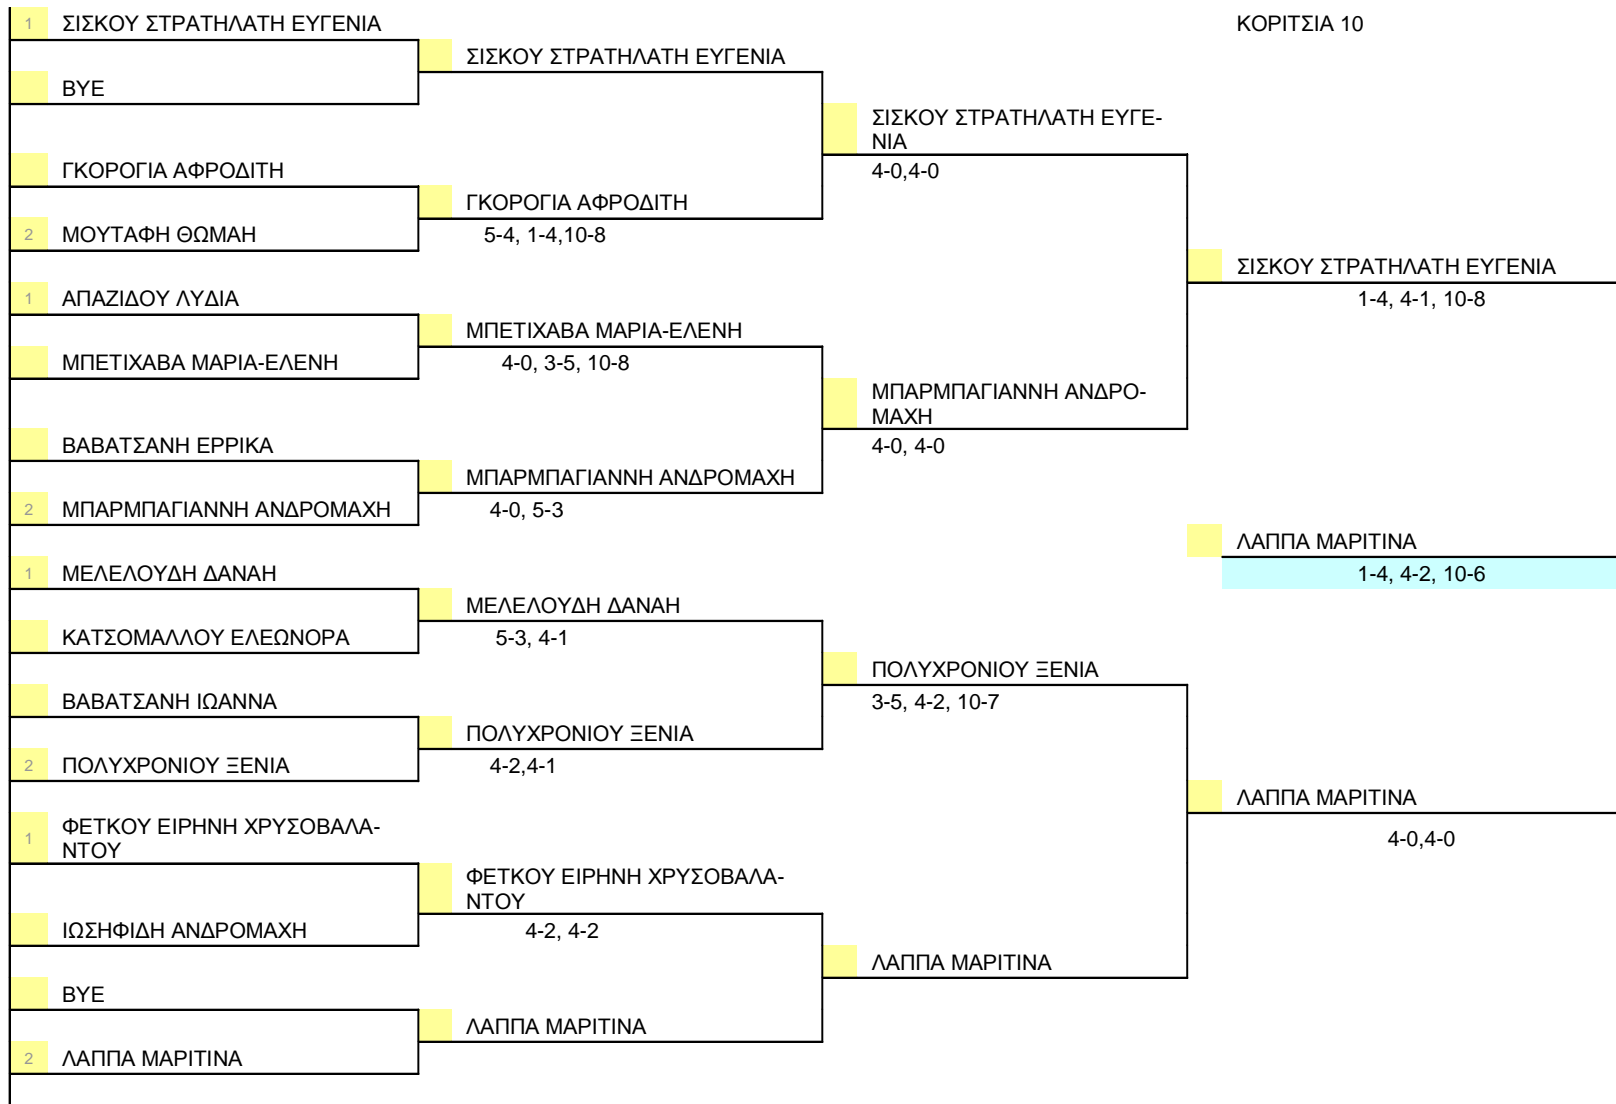 1 ΣΙΣΚΟΥ ΣΤΡΑΤΗΛΑΤΗ ΕΥΓΕΝΙΑ
ΚΟΡΙΤΣΙΑ 10
ΣΙΣΚΟΥ ΣΤΡΑΤΗΛΑΤΗ ΕΥΓΕΝΙΑ
BYE
ΣΙΣΚΟΥ ΣΤΡΑΤΗΛΑΤΗ ΕΥΓΕ-
ΝΙΑ
4-0,4-0
ΓΚΟΡΟΓΙΑ ΑΦΡΟΔΙΤΗ
ΓΚΟΡΟΓΙΑ ΑΦΡΟΔΙΤΗ
5-4, 1-4,10-8
2 ΜΟΥΤΑΦΗ ΘΩΜΑΗ
ΣΙΣΚΟΥ ΣΤΡΑΤΗΛΑΤΗ ΕΥΓΕΝΙΑ
1-4, 4-1, 10-8
1 ΑΠΑΖΙΔΟΥ ΛΥΔΙΑ
ΜΠΕΤΙΧΑΒΑ ΜΑΡΙΑ-ΕΛΕΝΗ
4-0, 3-5, 10-8
ΜΠΕΤΙΧΑΒΑ ΜΑΡΙΑ-ΕΛΕΝΗ
ΜΠΑΡΜΠΑΓΙΑΝΝΗ ΑΝΔΡΟ-
ΜΑΧΗ
4-0, 4-0
ΒΑΒΑΤΣΑΝΗ ΕΡΡΙΚΑ
ΜΠΑΡΜΠΑΓΙΑΝΝΗ ΑΝΔΡΟΜΑΧΗ
4-0, 5-3
2 ΜΠΑΡΜΠΑΓΙΑΝΝΗ ΑΝΔΡΟΜΑΧΗ
ΛΑΠΠΑ ΜΑΡΙΤΙΝΑ
1-4, 4-2, 10-6
1 ΜΕΛΕΛΟΥΔΗ ΔΑΝΑΗ
ΜΕΛΕΛΟΥΔΗ ΔΑΝΑΗ
5-3, 4-1
ΚΑΤΣΟΜΑΛΛΟΥ ΕΛΕΩΝΟΡΑ
ΠΟΛΥΧΡΟΝΙΟΥ ΞΕΝΙΑ
3-5, 4-2, 10-7
ΒΑΒΑΤΣΑΝΗ ΙΩΑΝΝΑ
ΠΟΛΥΧΡΟΝΙΟΥ ΞΕΝΙΑ
4-2,4-1
2 ΠΟΛΥΧΡΟΝΙΟΥ ΞΕΝΙΑ
ΛΑΠΠΑ ΜΑΡΙΤΙΝΑ
4-0,4-0
1 ΦΕΤΚΟΥ ΕΙΡΗΝΗ ΧΡΥΣΟΒΑΛΑ-
ΝΤΟΥ
ΦΕΤΚΟΥ ΕΙΡΗΝΗ ΧΡΥΣΟΒΑΛΑ-
ΝΤΟΥ
4-2, 4-2
ΙΩΣΗΦΙΔΗ ΑΝΔΡΟΜΑΧΗ
ΛΑΠΠΑ ΜΑΡΙΤΙΝΑ
BYE
ΛΑΠΠΑ ΜΑΡΙΤΙΝΑ
2 ΛΑΠΠΑ ΜΑΡΙΤΙΝΑ